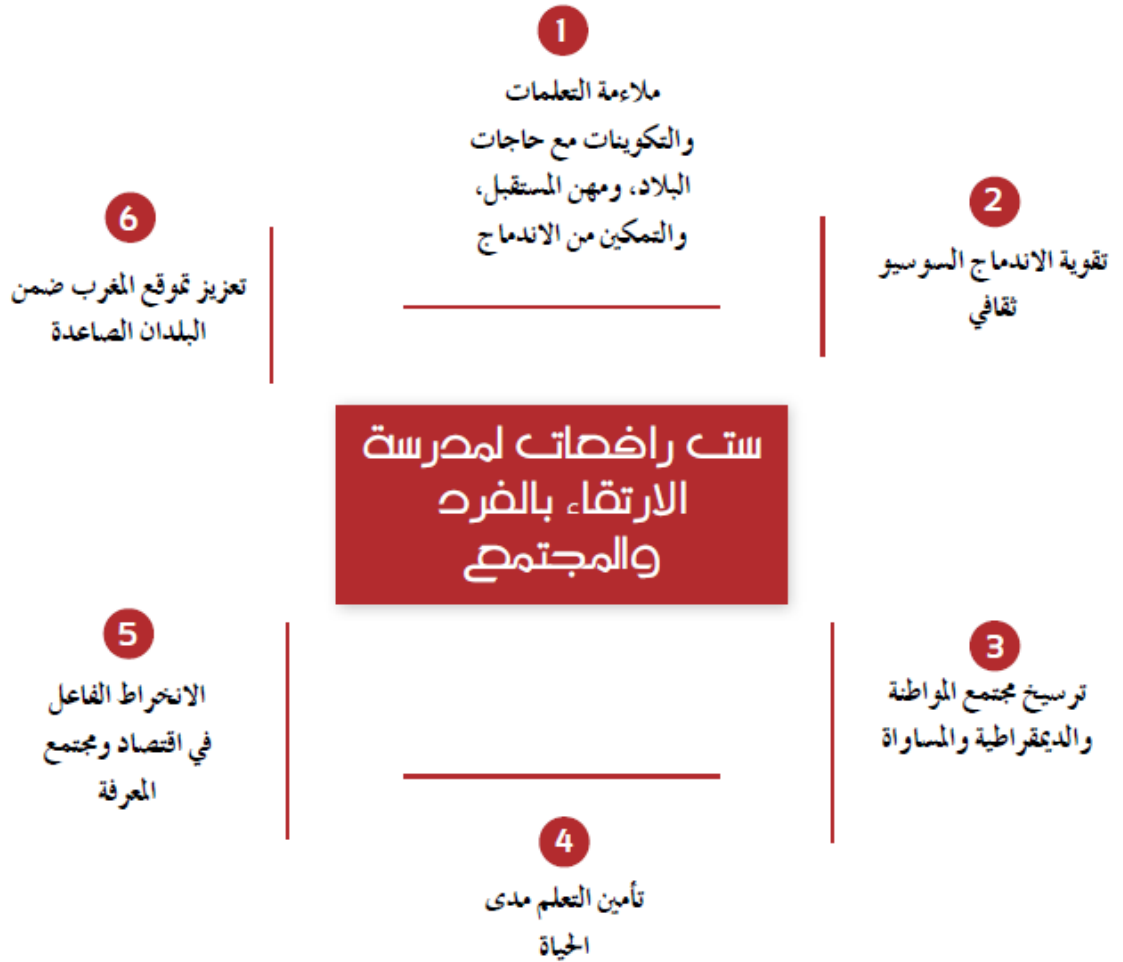 1
ملاءمة التعلمات
والتكوينات مع حاجات
البلاد، ومهن المستقبل،
والتمكين من الاندماج
2
تقوية الاندماج السوسيو
ثقافي
6
تعزيز تموقع المغرب ضمن
البلدان الصاعدة
ست رافعات لمدرسة
الارتقاء بالفرد
والمجتمع
3
ترسيخ مجتمع المواطنة
والديمقراطية والمساواة
5
الانخراط الفاعل
في اقتصاد ومجتمع
المعرفة
4
تأمين التعلم مدى
الحياة